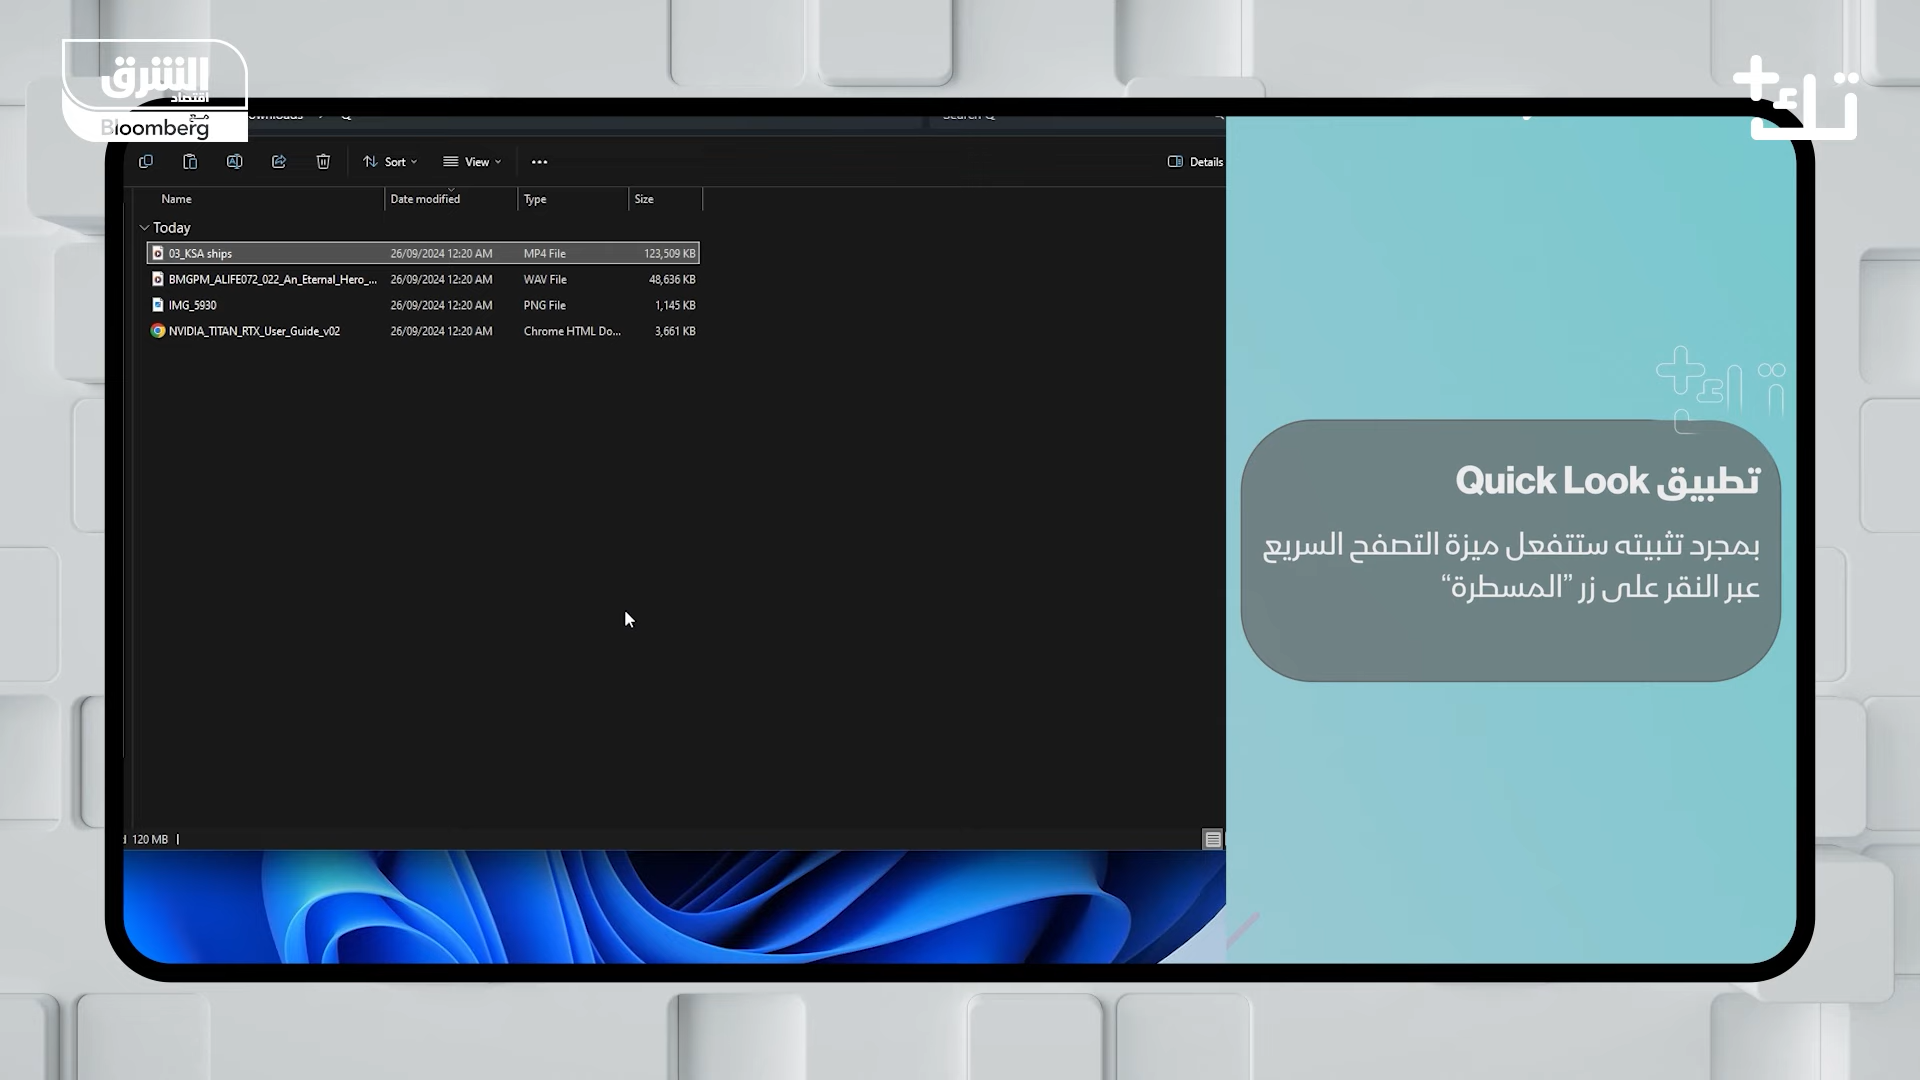 الشرق
اقتصاد
مع
Bloomberg
تك+
Sort
View
Details
Name Date modified Type Size
Today
03_KSA ships 26/09/2024 12:20 AM MP4 File 123,509 KB
BMGPM_ALIFE072_022_An_Eternal_Hero_... 26/09/2024 12:20 AM WAV File 48,636 KB
IMG_5930 26/09/2024 12:20 AM PNG File 1,145 KB
NVIDIA_TITAN_RTX_User_Guide_v02 26/09/2024 12:20 AM Chrome HTML Do... 3,661 KB
120 MB
تك+
تطبيق Quick Look
بمجرد تثبيته ستتفعل ميزة التصفح السريع
عبر النقر على زر "المسطرة"